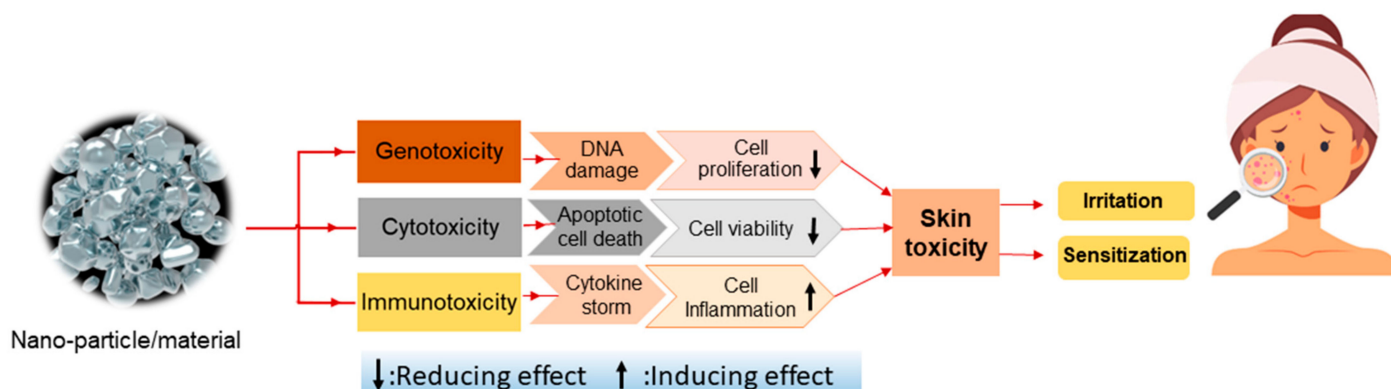 Nano-particle/material
Genotoxicity
DNA
damage
Cell
proliferation
Cytotoxicity
Apoptotic
cell death
Cell viability
Immunotoxicity
Cytokine
storm
Cell
Inflammation
Skin
toxicity
Irritation
Sensitization
↓:Reducing effect ↑:Inducing effect